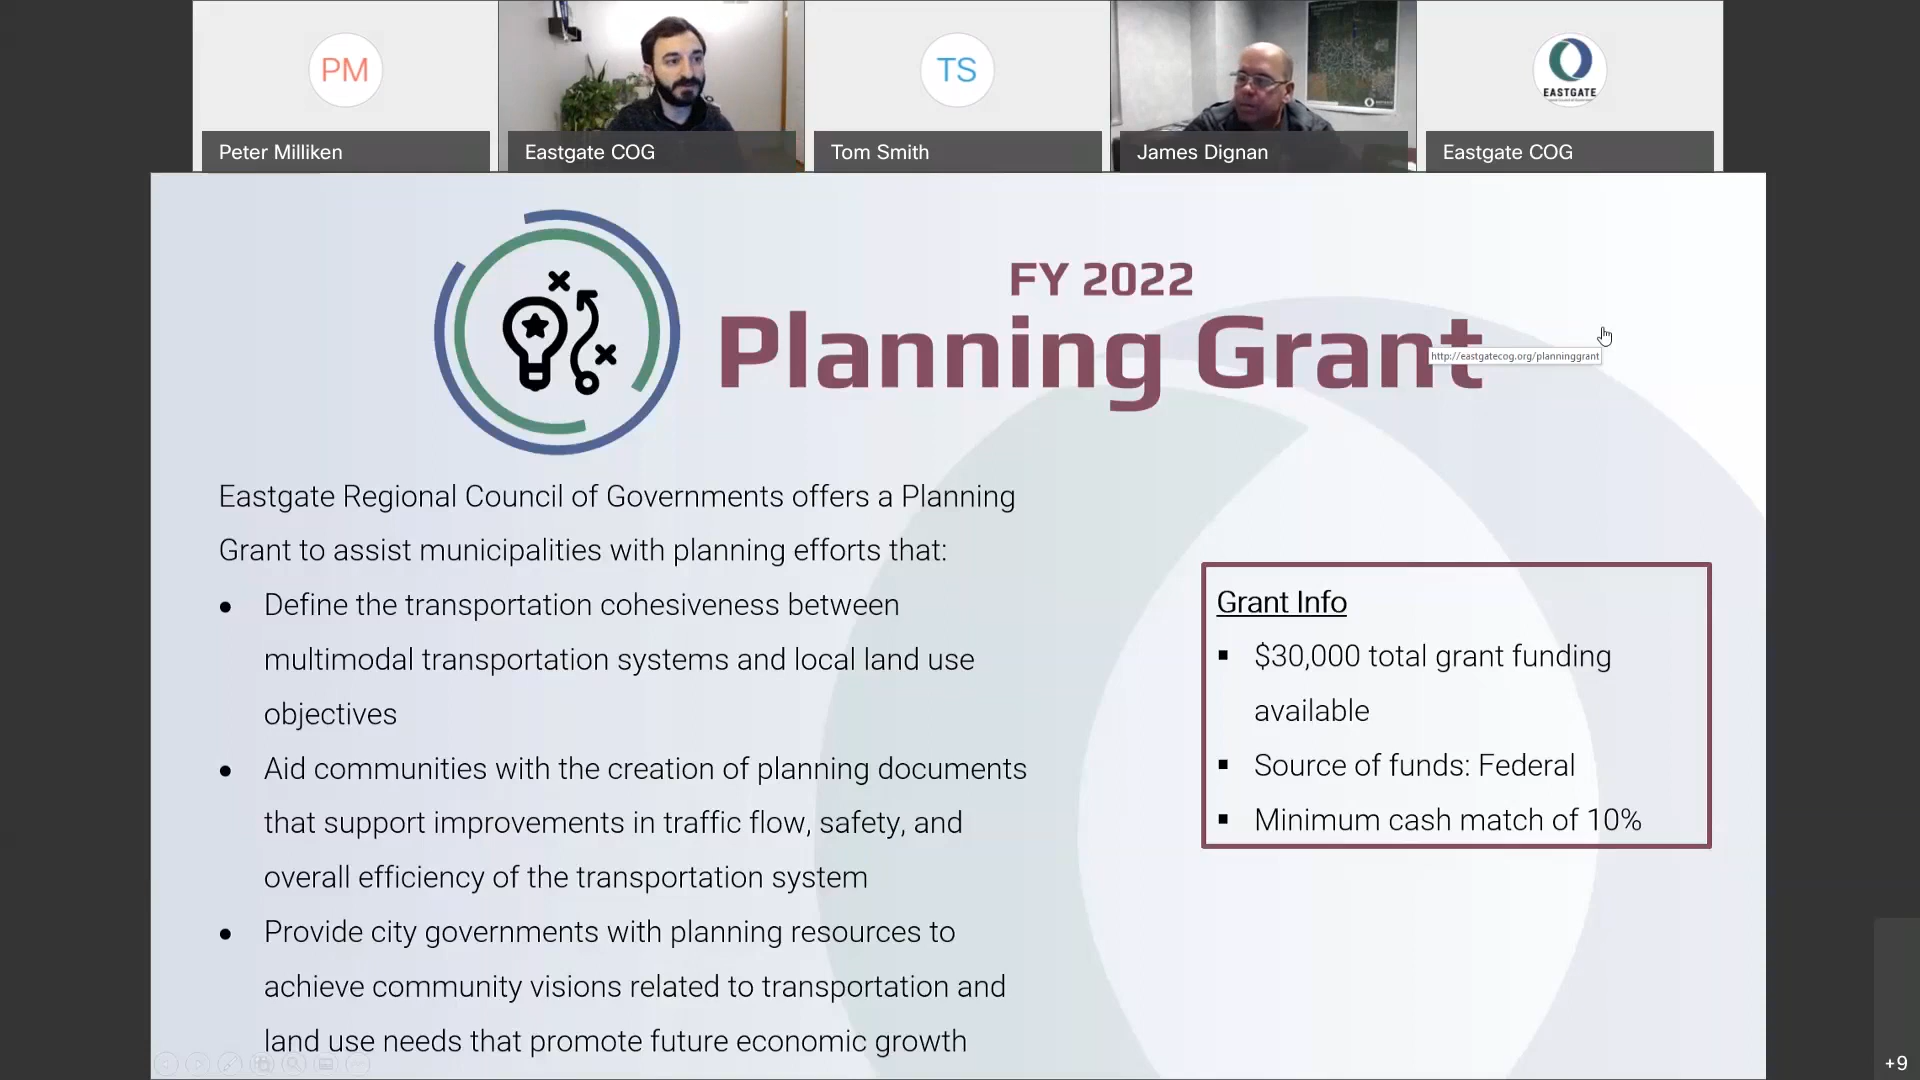 PM
TS
EASTGATE
Peter Milliken
Eastgate COG
Tom Smith
James Dignan
Eastgate COG
FY 2022
Planning Grant
http://eastgatecog.org/planninggrant
Eastgate Regional Council of Governments offers a Planning
Grant to assist municipalities with planning efforts that:
● Define the transportation cohesiveness between
multimodal transportation systems and local land use
objectives
● Aid communities with the creation of planning documents
that support improvements in traffic flow, safety, and
overall efficiency of the transportation system
● Provide city governments with planning resources to
achieve community visions related to transportation and
land use needs that promote future economic growth
Grant Info
▪ $30,000 total grant funding
available
▪ Source of funds: Federal
▪ Minimum cash match of 10%
+9